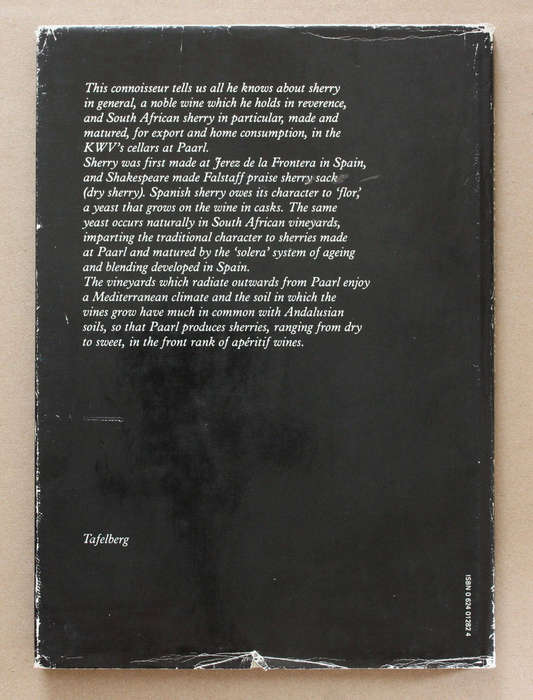 This connoisseur tells us all he knows about sherry
in general, a noble wine which he holds in reverence,
and South African sherry in particular, made and
matured, for export and home consumption, in the
KWV's cellars at Paarl.
Sherry was first made at Jerez de la Frontera in Spain,
and Shakespeare made Falstaff praise sherry sack
(dry sherry). Spanish sherry owes its character to 'flor,'
a yeast that grows on the wine in casks. The same
yeast occurs naturally in South African vineyards,
imparting the traditional character to sherries made
at Paarl and matured by the 'solera' system of ageing
and blending developed in Spain.
The vineyards which radiate outwards from Paarl enjoy
a Mediterranean climate and the soil in which the
vines grow have much in common with Andalusian
soils, so that Paarl produces sherries, ranging from dry
to sweet, in the front rank of apéritif wines.
Tafelberg
ISBN 0 624 01282 4